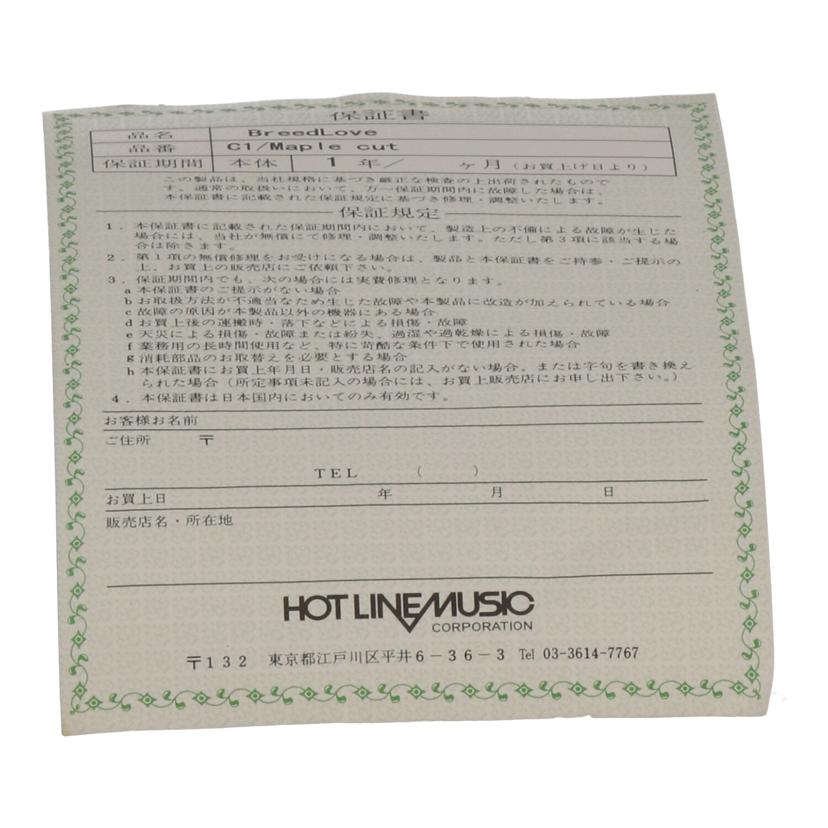 保証書
品名 BreedLove
品番 C1/Maple cut
保証期間 本体 1 年/ ヶ月(お買上げ日より)
この製品は、当社規格に基づき厳正な検査の上出荷されたもので
す。通常の取扱いにおいて、万一保証期間内に故障した場合は、
本保証書に記載された保証規定に基づき修理・調整いたします。
保証規定
1. 本保証書に記載された保証期間内において、製造上の不備による故障が生じた
場合には、当社が無償にて修理・調整いたします。ただし第3項に該当する場
合は除きます。
2. 第1項の無償修理をお受けになる場合は、製品と本保証書をご持参・ご提示の
上、お買上の販売店にご依頼下さい。
3. 保証期間内でも、次の場合には実費修理となります。
a 本保証書のご提示がない場合
b お取扱方法が不適当なため生じた故障や本製品に改造が加えられている場合
c 故障の原因が本製品以外の機器にある場合
d お買上後の運搬時・落下などによる損傷・故障
e 天災による損傷・故障または紛失、過湿や過乾燥による損傷・故障
f 業務用の長時間使用など、特に苛酷な条件下で使用された場合
g 消耗部品のお取替えを必要とする場合
h 本保証書にお買上年月日・販売店名の記入がない場合、または字句を書き換え
られた場合(所定事項未記入の場合には、お買上販売店にお申し出下さい。)
4. 本保証書は日本国内においてのみ有効です。
お客様お名前
ご住所 〒
TEL ( )
お買上日 年 月 日
販売店名・所在地
HOT LINE MUSIC
CORPORATION
〒132 東京都江戸川区平井6-36-3 Tel 03-3614-7767